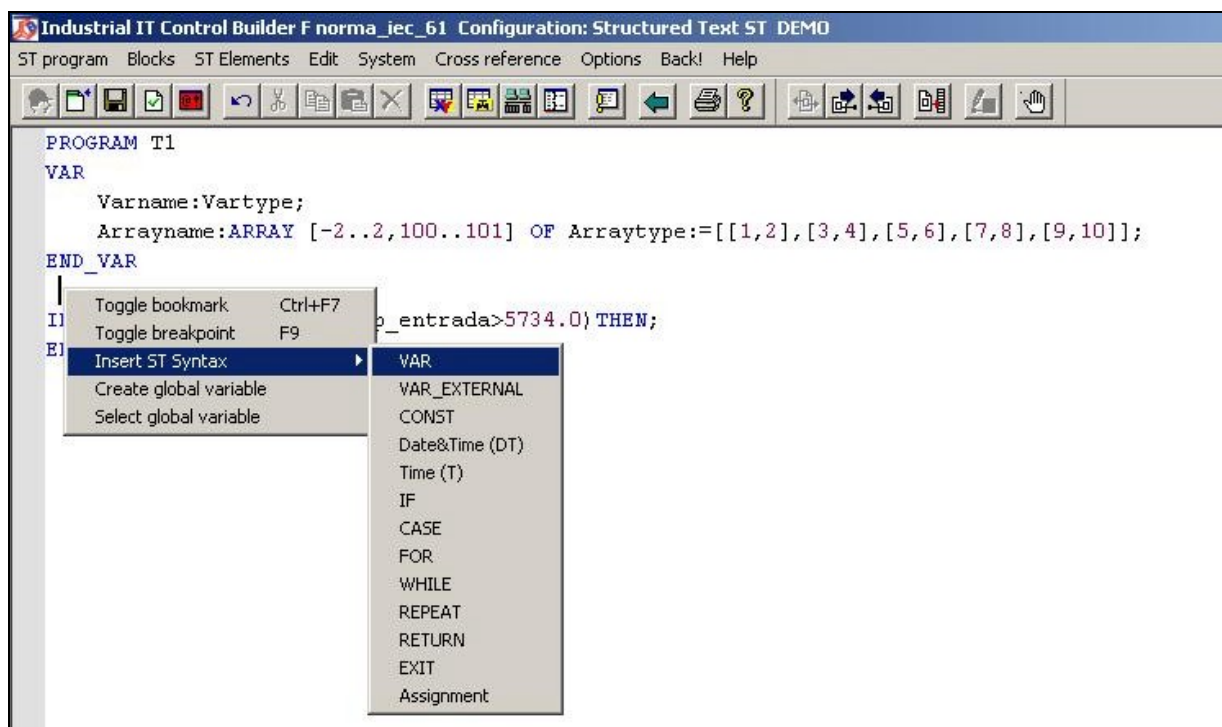 Industrial IT Control Builder F norma_iec_61 Configuration: Structured Text ST DEMO
ST program Blocks ST Elements Edit System Cross reference Options Back! Help
PROGRAM T1
VAR
Varname:Vartype;
Arrayname:ARRAY [-2..2,100..101] OF Arraytype:=[[1,2],[3,4],[5,6],[7,8],[9,10]];
END_VAR
_entrada>5734.0)THEN;
Toggle bookmark Ctrl+F7
Toggle breakpoint F9
Insert ST Syntax
Create global variable
Select global variable
VAR
VAR_EXTERNAL
CONST
Date&Time (DT)
Time (T)
IF
CASE
FOR
WHILE
REPEAT
RETURN
EXIT
Assignment